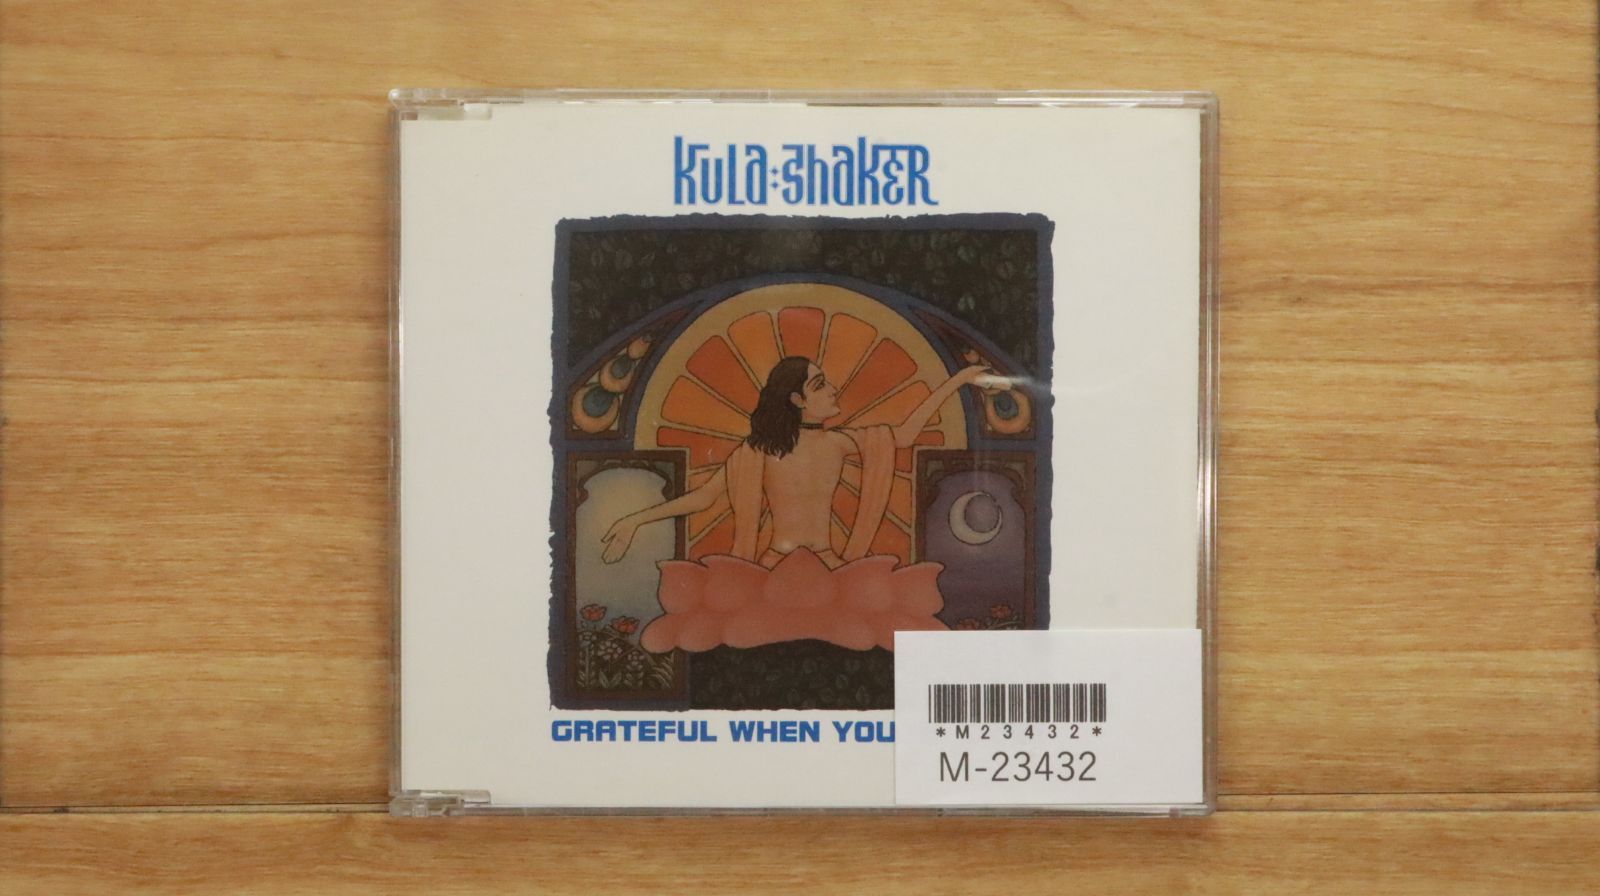 KULA:SHAKER
GRATEFUL WHEN YOU
*M23432*
M-23432